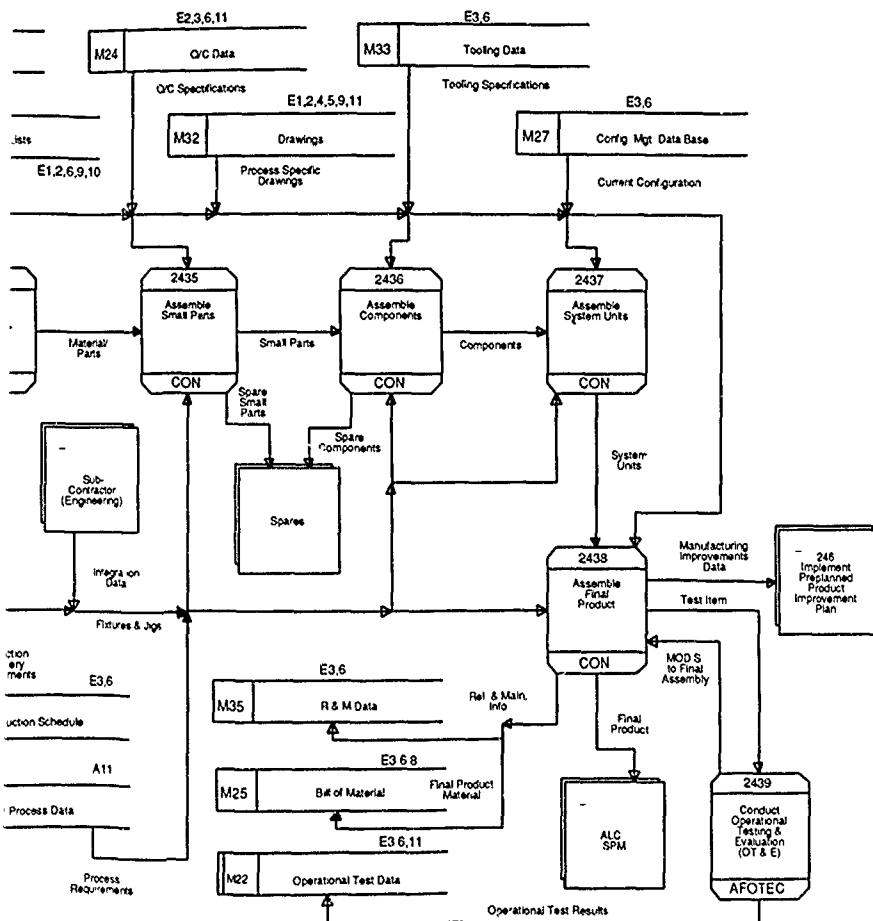 E2,3,6,11
M24
Q/C Data
Q/C Specifications
E3,6
M33
Tooling Data
Tooling Specifications
E1,2,4,5,9,11
M32
Drawings
Process Specific
Drawings
E3,6
M27
Config Mgt Data Base
Current Configuration
Lists
E1,2,6,9,10
2435
Assemble
Small Parts
CON
2436
Assemble
Components
CON
2437
Assemble
System Units
CON
Material/
Parts
Small Parts
Components
Spare
Small
Parts
Spare
Components
Sub-
Contractor
(Engineering)
Spares
System
Units
Integration
Data
Fixtures & Jigs
2438
Assemble
Final
Product
CON
Manufacturing
Improvements
Data
246
Implement
Preplanned
Product
Improvement
Plan
Test Item
MOD S
to Final
Assembly
ction
ery
ments
E3,6
uction Schedule
A11
Process Data
Process
Requirements
E3,6
M35
R & M Data
Rel & Main,
Info
E3 6 8
M25
Bill of Material
Final Product
Material
Final
Product
ALC
SPM
E3 6,11
M22
Operational Test Data
2439
Conduct
Operational
Testing &
Evaluation
(OT & E)
AFOTEC
Operational Test Results